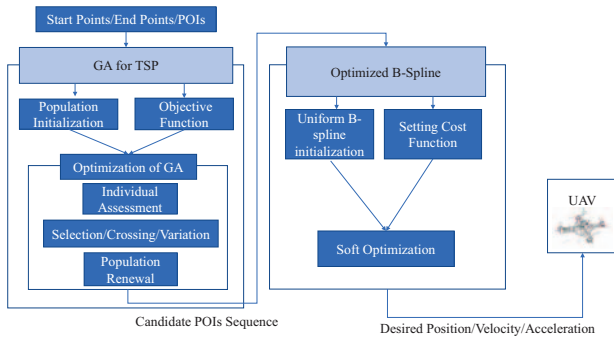 Start Points/End Points/POIs
GA for TSP
Population
Initialization
Objective
Function
Optimization of GA
Individual
Assessment
Selection/Crossing/Variation
Population
Renewal
Candidate POIs Sequence
Optimized B-Spline
Uniform B-
spline
initialization
Setting Cost
Function
Soft Optimization
UAV
Desired Position/Velocity/Acceleration